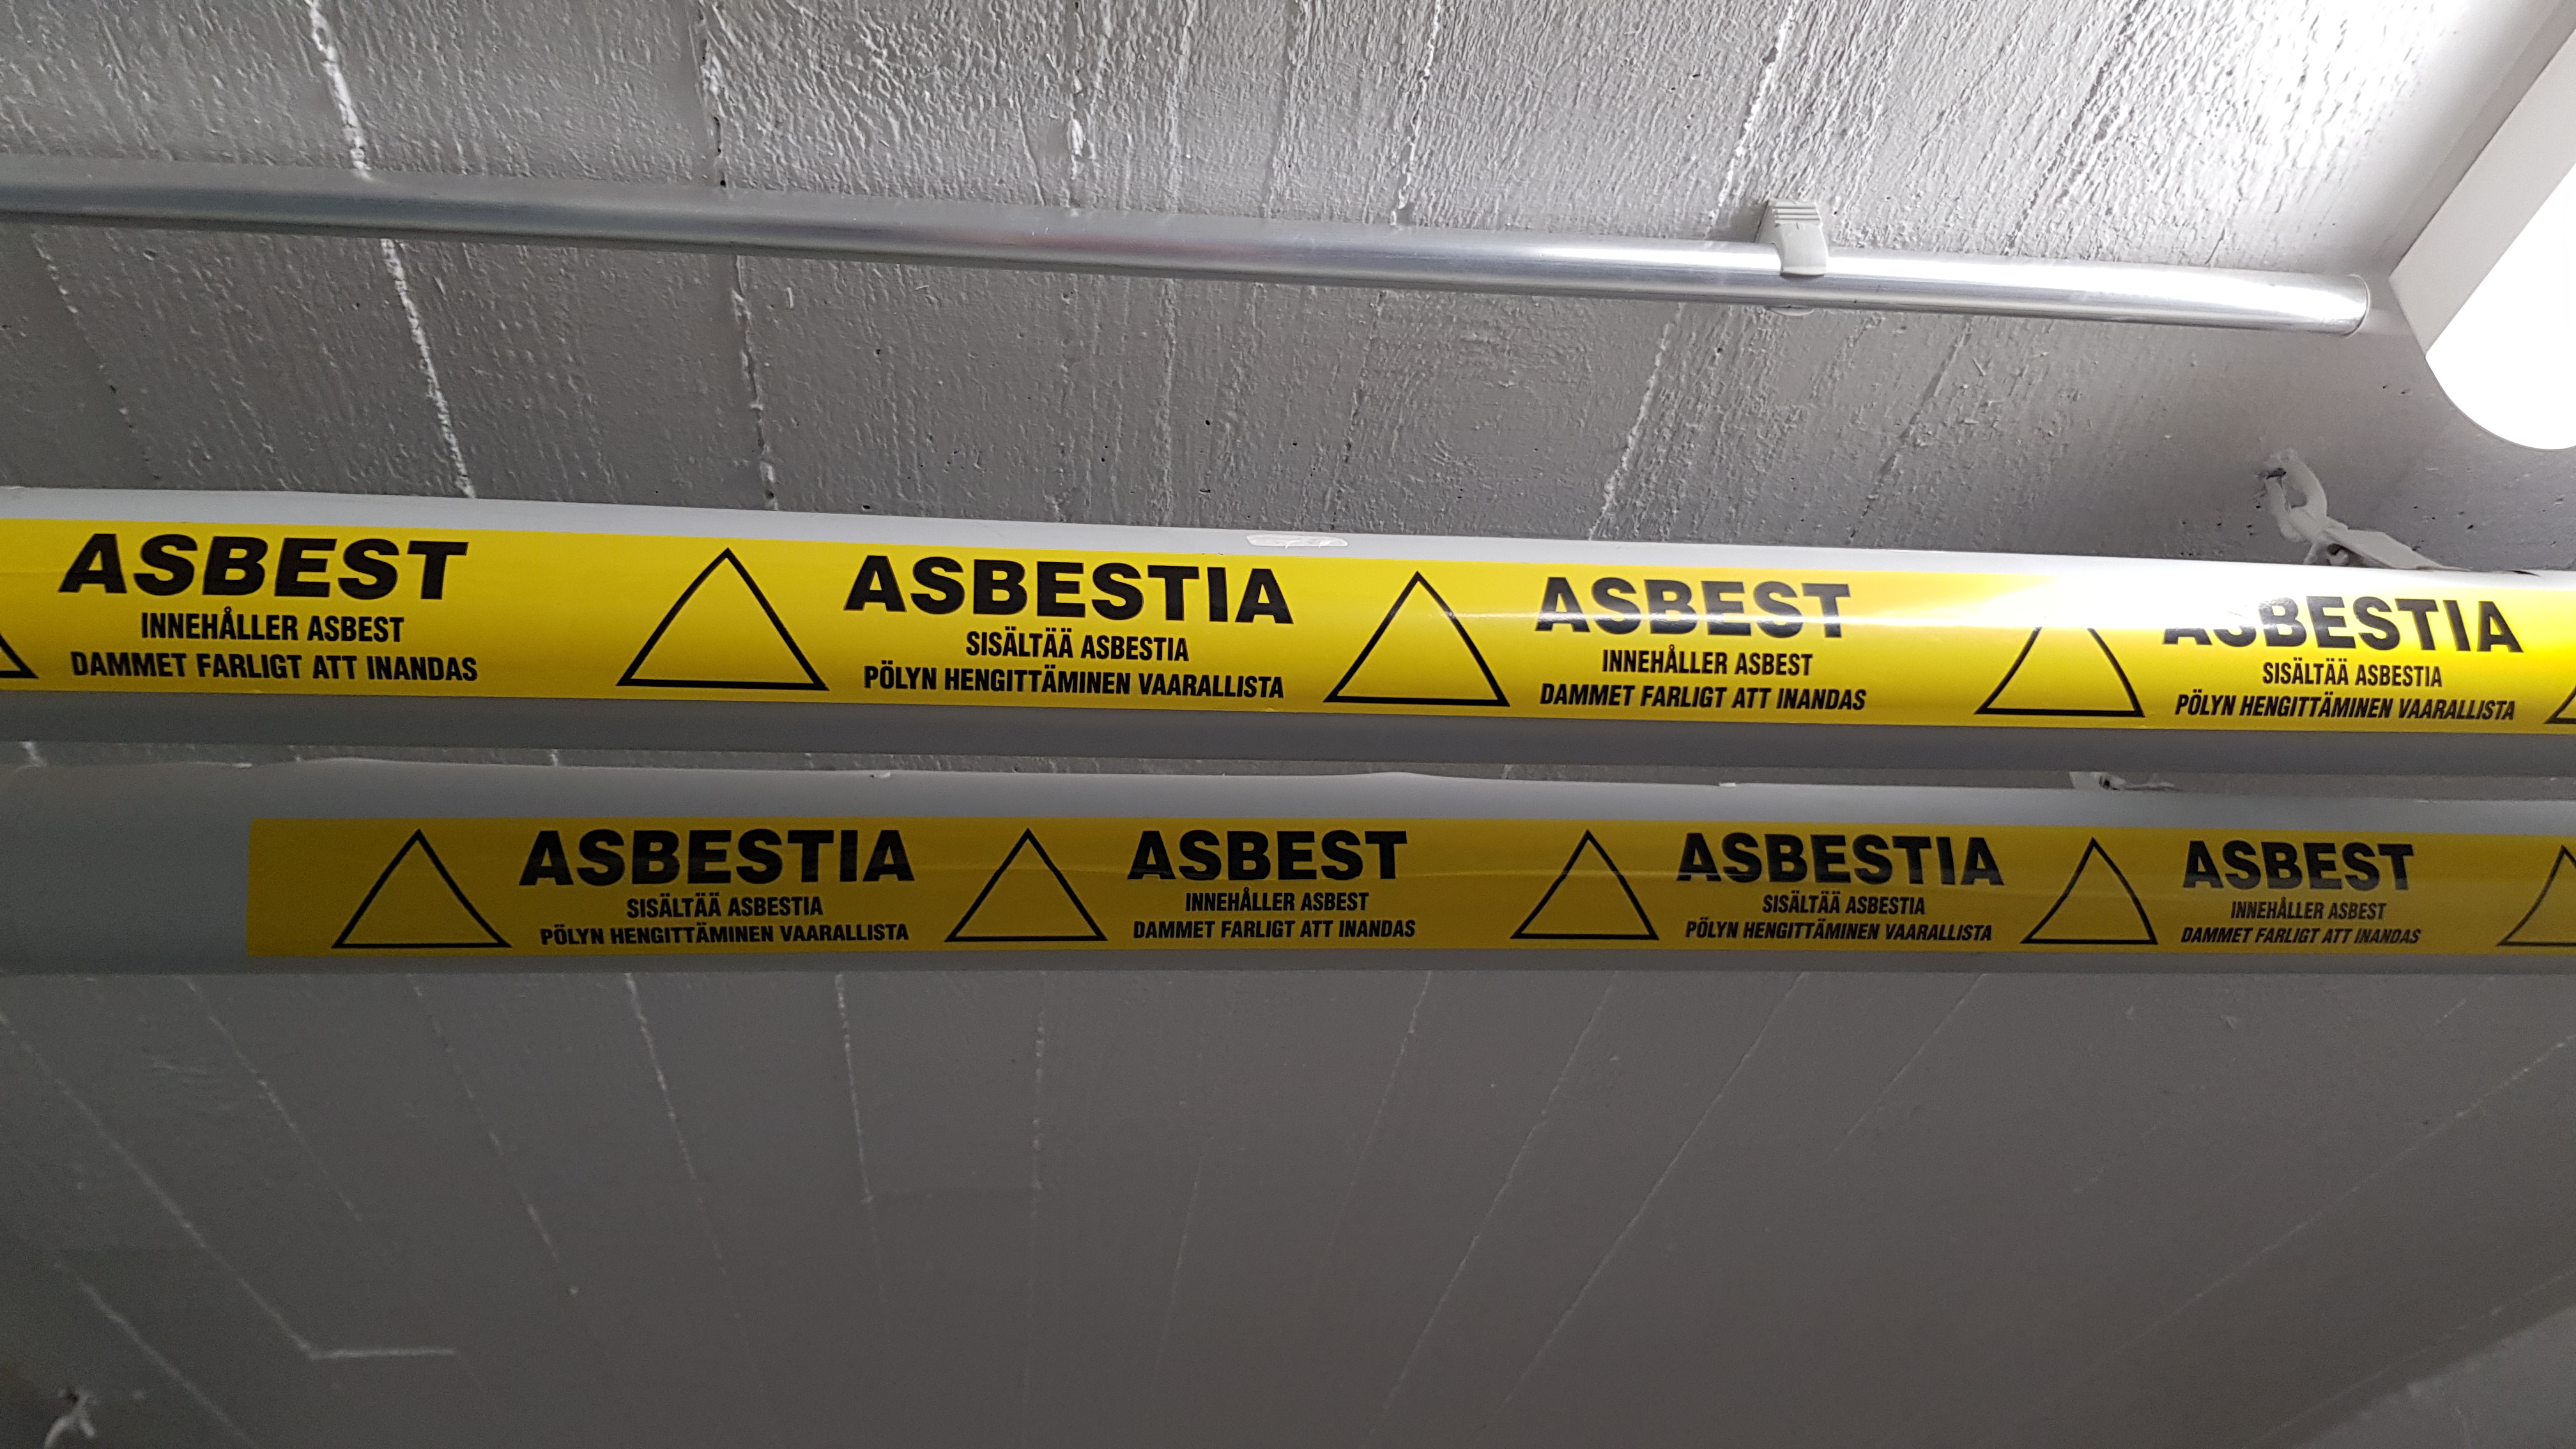 ASBEST
INNEHÅLLER ASBEST
DAMMET FARLIGT ATT INANDAS
ASBESTIA
SISÄLTÄÄ ASBESTIA
PÖLYN HENGITTÄMINEN VAARALLISTA
ASBEST
INNEHÅLLER ASBEST
DAMMET FARLIGT ATT INANDAS
ASBESTIA
SISÄLTÄÄ ASBESTIA
PÖLYN HENGITTÄMINEN VAARALLISTA
ASBESTIA
SISÄLTÄÄ ASBESTIA
PÖLYN HENGITTÄMINEN VAARALLISTA
ASBEST
INNEHÅLLER ASBEST
DAMMET FARLIGT ATT INANDAS
ASBESTIA
SISÄLTÄÄ ASBESTIA
PÖLYN HENGITTÄMINEN VAARALLISTA
ASBEST
INNEHÅLLER ASBEST
DAMMET FARLIGT ATT INANDAS